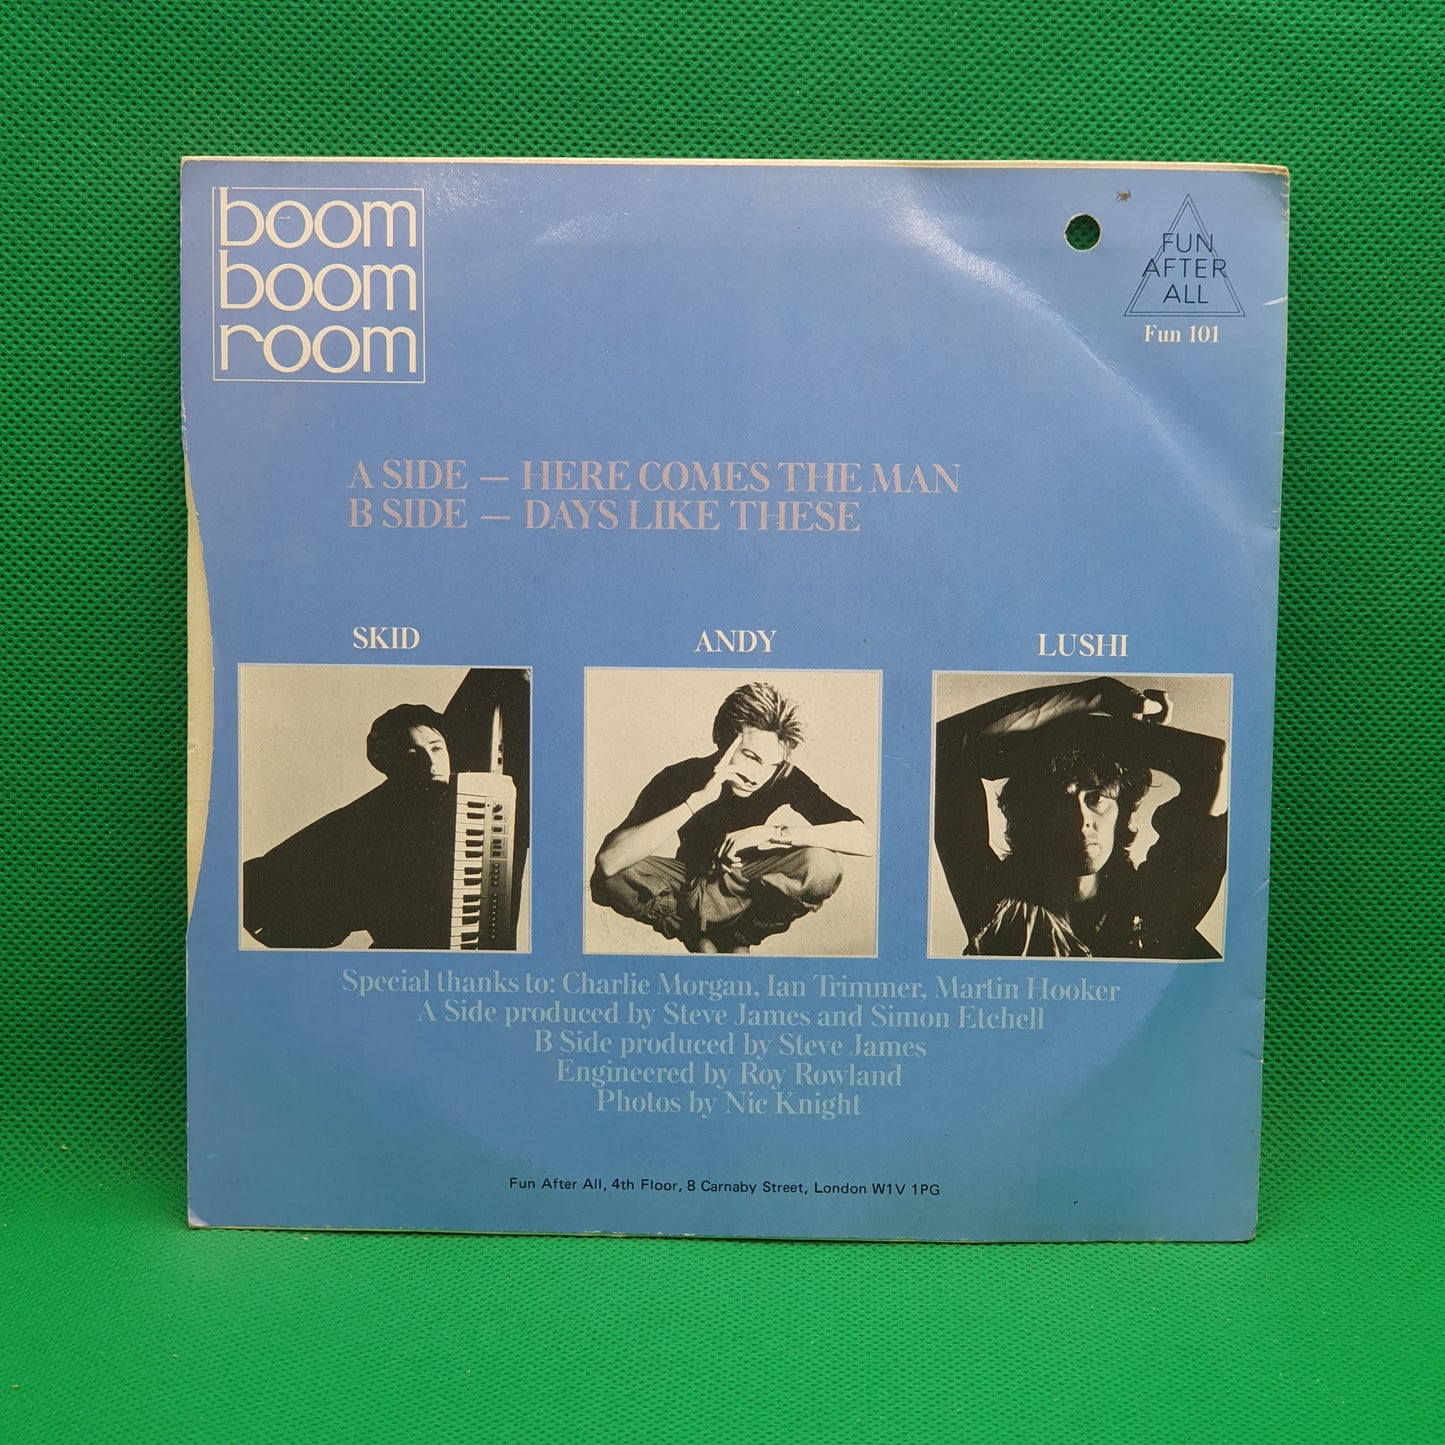 boom
boom
room
FUN
AFTER
ALL
Fun 101
A SIDE — HERE COMES THE MAN
B SIDE — DAYS LIKE THESE
SKID
ANDY
LUSHI
Special thanks to: Charlie Morgan, Ian Trimmer, Martin Hooker
A Side produced by Steve James and Simon Etchell
B Side produced by Steve James
Engineered by Roy Rowland
Photos by Nic Knight
Fun After All, 4th Floor, 8 Carnaby Street, London W1V 1PG